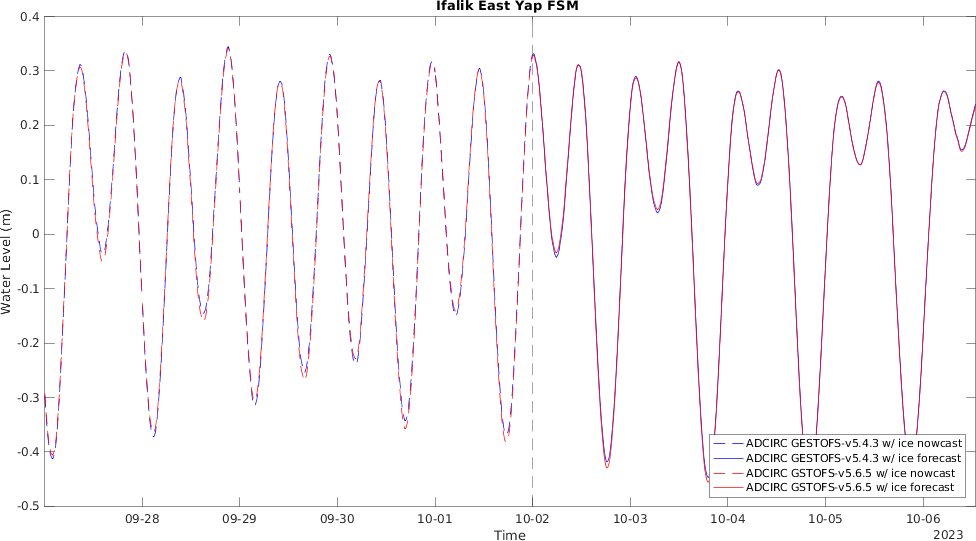 Ifalik East Yap FSM
0.4
0.3
0.2
0.1
0
-0.1
-0.2
-0.3
-0.4
-0.5
Water Level (m)
ADCIRC GESTOFS-v5.4.3 w/ ice nowcast
ADCIRC GESTOFS-v5.4.3 w/ ice forecast
ADCIRC GSTOFS-v5.6.5 w/ ice nowcast
ADCIRC GSTOFS-v5.6.5 w/ ice forecast
09-28 09-29 09-30 10-01 10-02 10-03 10-04 10-05 10-06
Time
2023